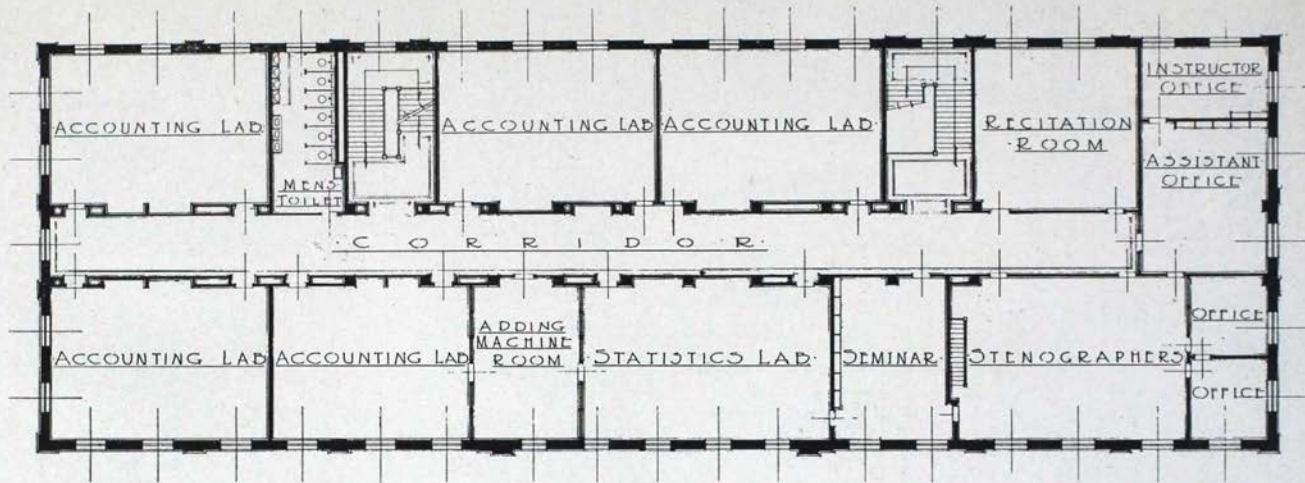 ACCOUNTING LAB
MENS
TOILET
ACCOUNTING LAB
ACCOUNTING LAB
RECITATION
ROOM
INSTRUCTOR
OFFICE
ASSISTANT
OFFICE
CORRIDOR
ACCOUNTING LAB
ACCOUNTING LAB
ADDING
MACHINE
ROOM
STATISTICS LAB
SEMINAR
STENOGRAPHERS
OFFICE
OFFICE